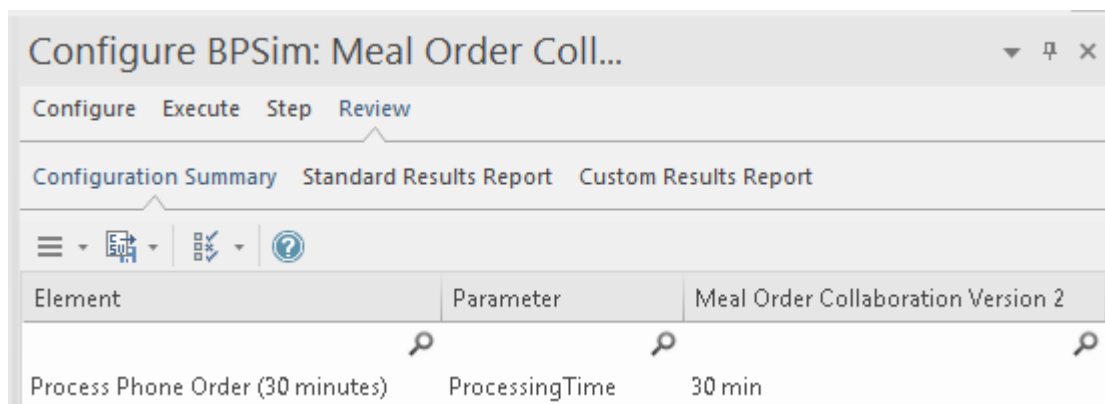 Configure BPSim: Meal Order Coll...
Configure Execute Step Review
Configuration Summary Standard Results Report Custom Results Report
Element Parameter Meal Order Collaboration Version 2
Process Phone Order (30 minutes) ProcessingTime 30 min